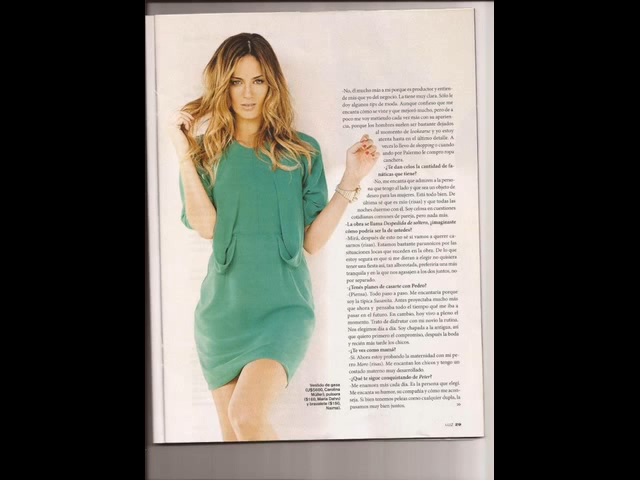 -No, él mucho más a mí porque es productor y entien-
de más que yo del negocio. La tiene muy clara. Sólo le
doy algunos tips de moda. Aunque confieso que me
encanta cómo se viste y que mejoró mucho, pero de a
poco me voy metiendo cada vez más con su aparien-
cia, porque los hombres suelen ser bastante dejados
al momento de lookearse y yo estoy
atenta hasta en el último detalle. A
veces lo llevo de shopping y cuando
ando por Palermo le compro ropa
canchera.
-¿Te dan celos la cantidad de fa-
náticas que tiene?
-No, me encanta que admiren a la perso-
na que tengo al lado y que sea un objeto de
deseo para las mujeres. Está todo bien. De
última sé que es mío (risas) y que todas las
noches duermo con él. Soy celosa en cuestiones
cotidianas comunes de pareja, pero nada más.
-La obra se llama Despedida de soltero, ¿imaginaste
cómo podría ser la de ustedes?
-Mirá, después de esto no sé si vamos a querer ca-
sarnos (risas). Estamos bastante paranoicos por las
situaciones locas que suceden en la obra. De lo que
estoy segura es que si me dieran a elegir no quisiera
tener una fiesta así, tan alborotada, preferiría una más
tranquila y en la que nos agasajen a los dos juntos, no
por separado.
-¿Tenés planes de casarte con Pedro?
-(Piensa). Todo paso a paso. Me encantaría porque
soy la típica Susanita. Antes proyectaba mucho más
que ahora y pensaba todo el tiempo qué me iba a
pasar en el futuro. En cambio, hoy vivo a pleno el
momento. Trato de disfrutar con mi novio la rutina.
Nos elegimos día a día. Soy chapada a la antigua, así
que quiero primero el compromiso, después la boda
y recién más tarde los chicos.
-¿Te ves como mamá?
-Sí. Ahora estoy probando la maternidad con mi pe-
rro Moro (risas). Me encantan los chicos y tengo un
costado materno muy desarrollado.
-¿Qué te sigue conquistando de Peter?
-Me enamora más cada día. Es la persona que elegí.
Me encanta su humor, su compañía y cómo me acon-
seja. Si bien tenemos peleas como cualquier dupla, la
pasamos muy bien juntos.
Vestido de gasa
(U$S600, Carolina
Müller), pulsera
($160, María Dalvo)
y brazalete ($150,
Norma).